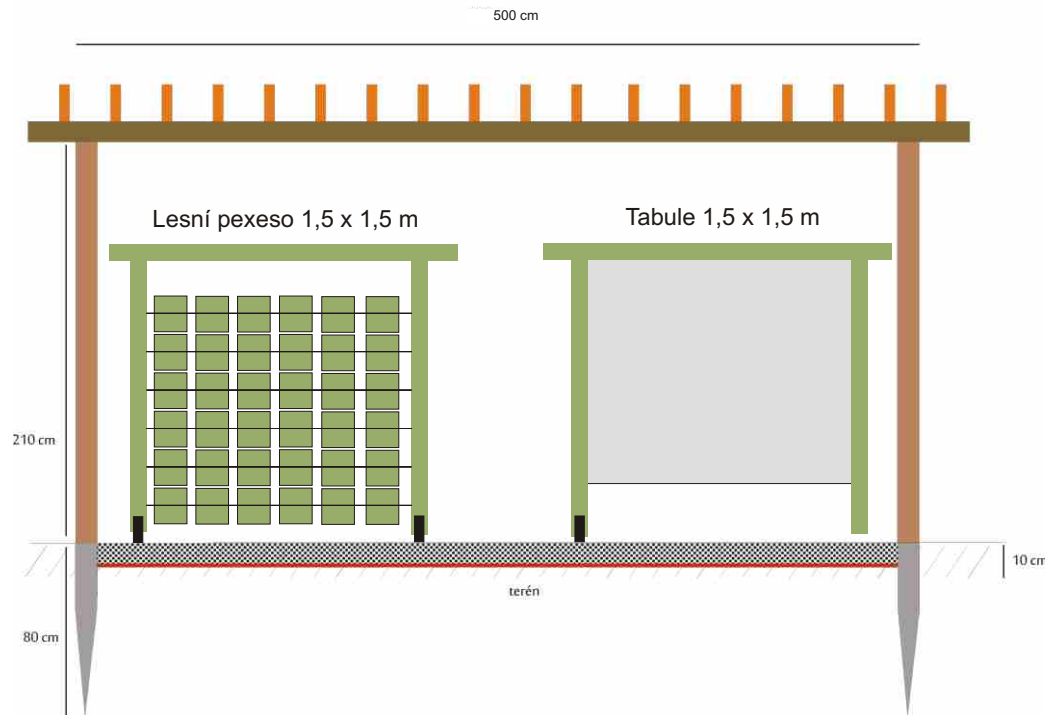 500 cm
Lesní pexeso 1,5 x 1,5 m
Tabule 1,5 x 1,5 m
210 cm
10 cm
terén
80 cm